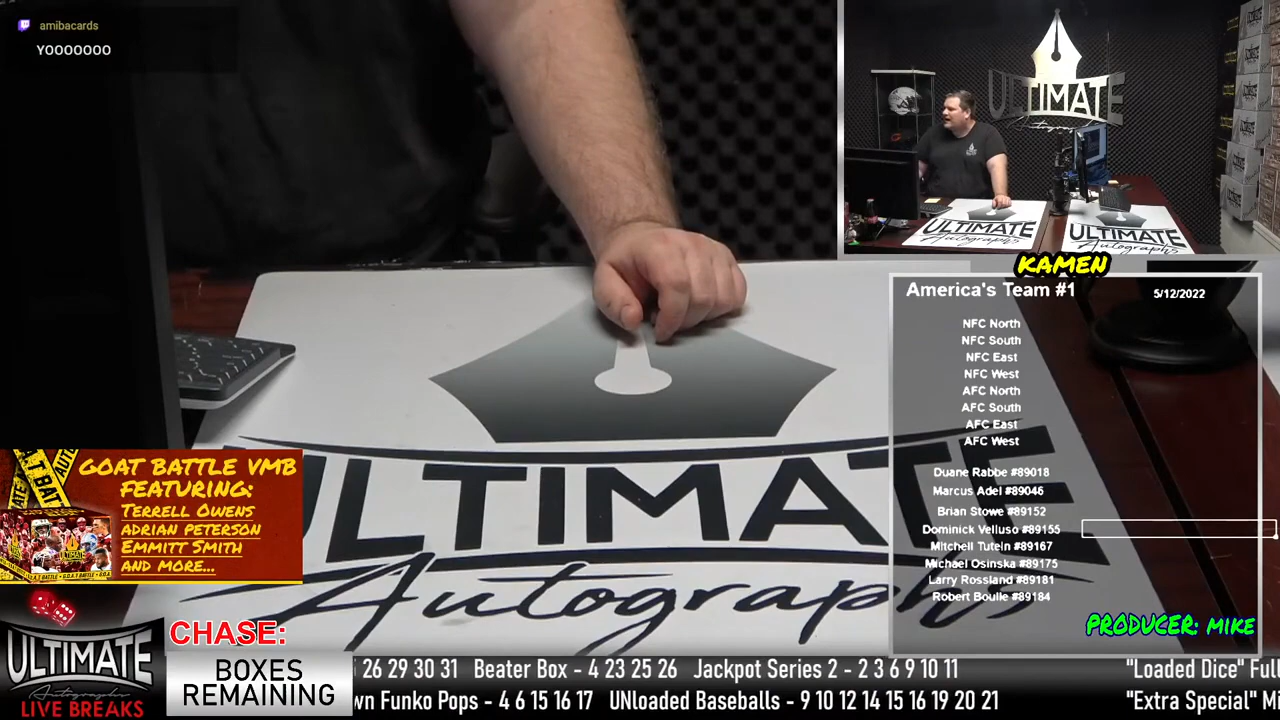 amibacards
YOOOOOOO
ULTIMATE
ULTIMATE
Autographs
ULTIMATE
Autographs
KAMEN
America's Team #1
5/12/2022
NFC North
NFC South
NFC East
NFC West
AFC North
AFC South
AFC East
AFC West
Duane Rabbe #89018
Marcus Adel #89046
Brian Stowe #89152
Dominick Velluso #89155
Mitchell Tutein #89167
Michael Osinska #89175
Larry Rossland #89181
Robert Boulle #89184
PRODUCER: MIKE
ULTIMATE
Autographs
GOAT BATTLE VMB
FEATURING:
TERRELL OWENS
ADRIAN PETERSON
EMMITT SMITH
AND MORE...
ULTIMATE
Autographs
LIVE BREAKS
CHASE:
BOXES
REMAINING
26 29 30 31 Beater Box - 4 23 25 26 Jackpot Series 2 - 2 3 6 9 10 11 "Loaded Dice" Full
wn Funko Pops - 4 6 15 16 17 UNloaded Baseballs - 9 10 12 14 15 16 17 19 20 21 "Extra Special" Mi